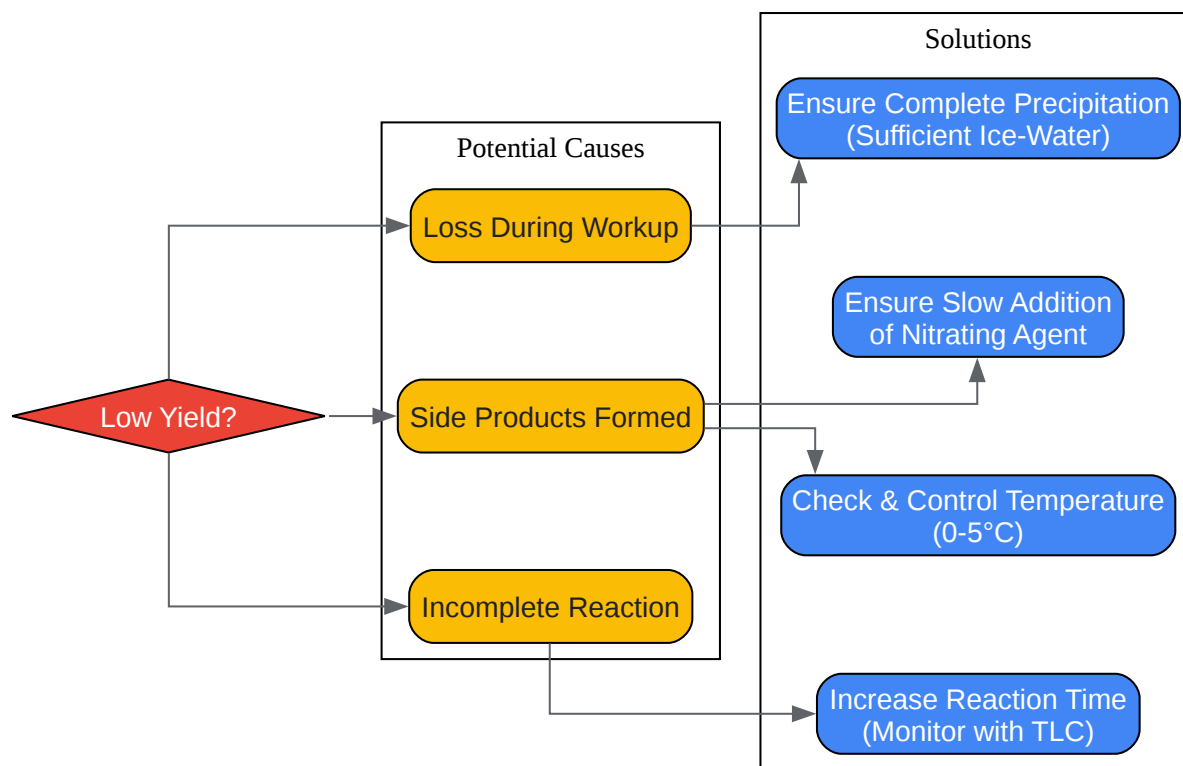 Solutions
Ensure Complete Precipitation
(Sufficient Ice-Water)
Potential Causes
Loss During Workup
Ensure Slow Addition
of Nitrating Agent
Low Yield?
Side Products Formed
Check & Control Temperature
(0-5°C)
Incomplete Reaction
Increase Reaction Time
(Monitor with TLC)